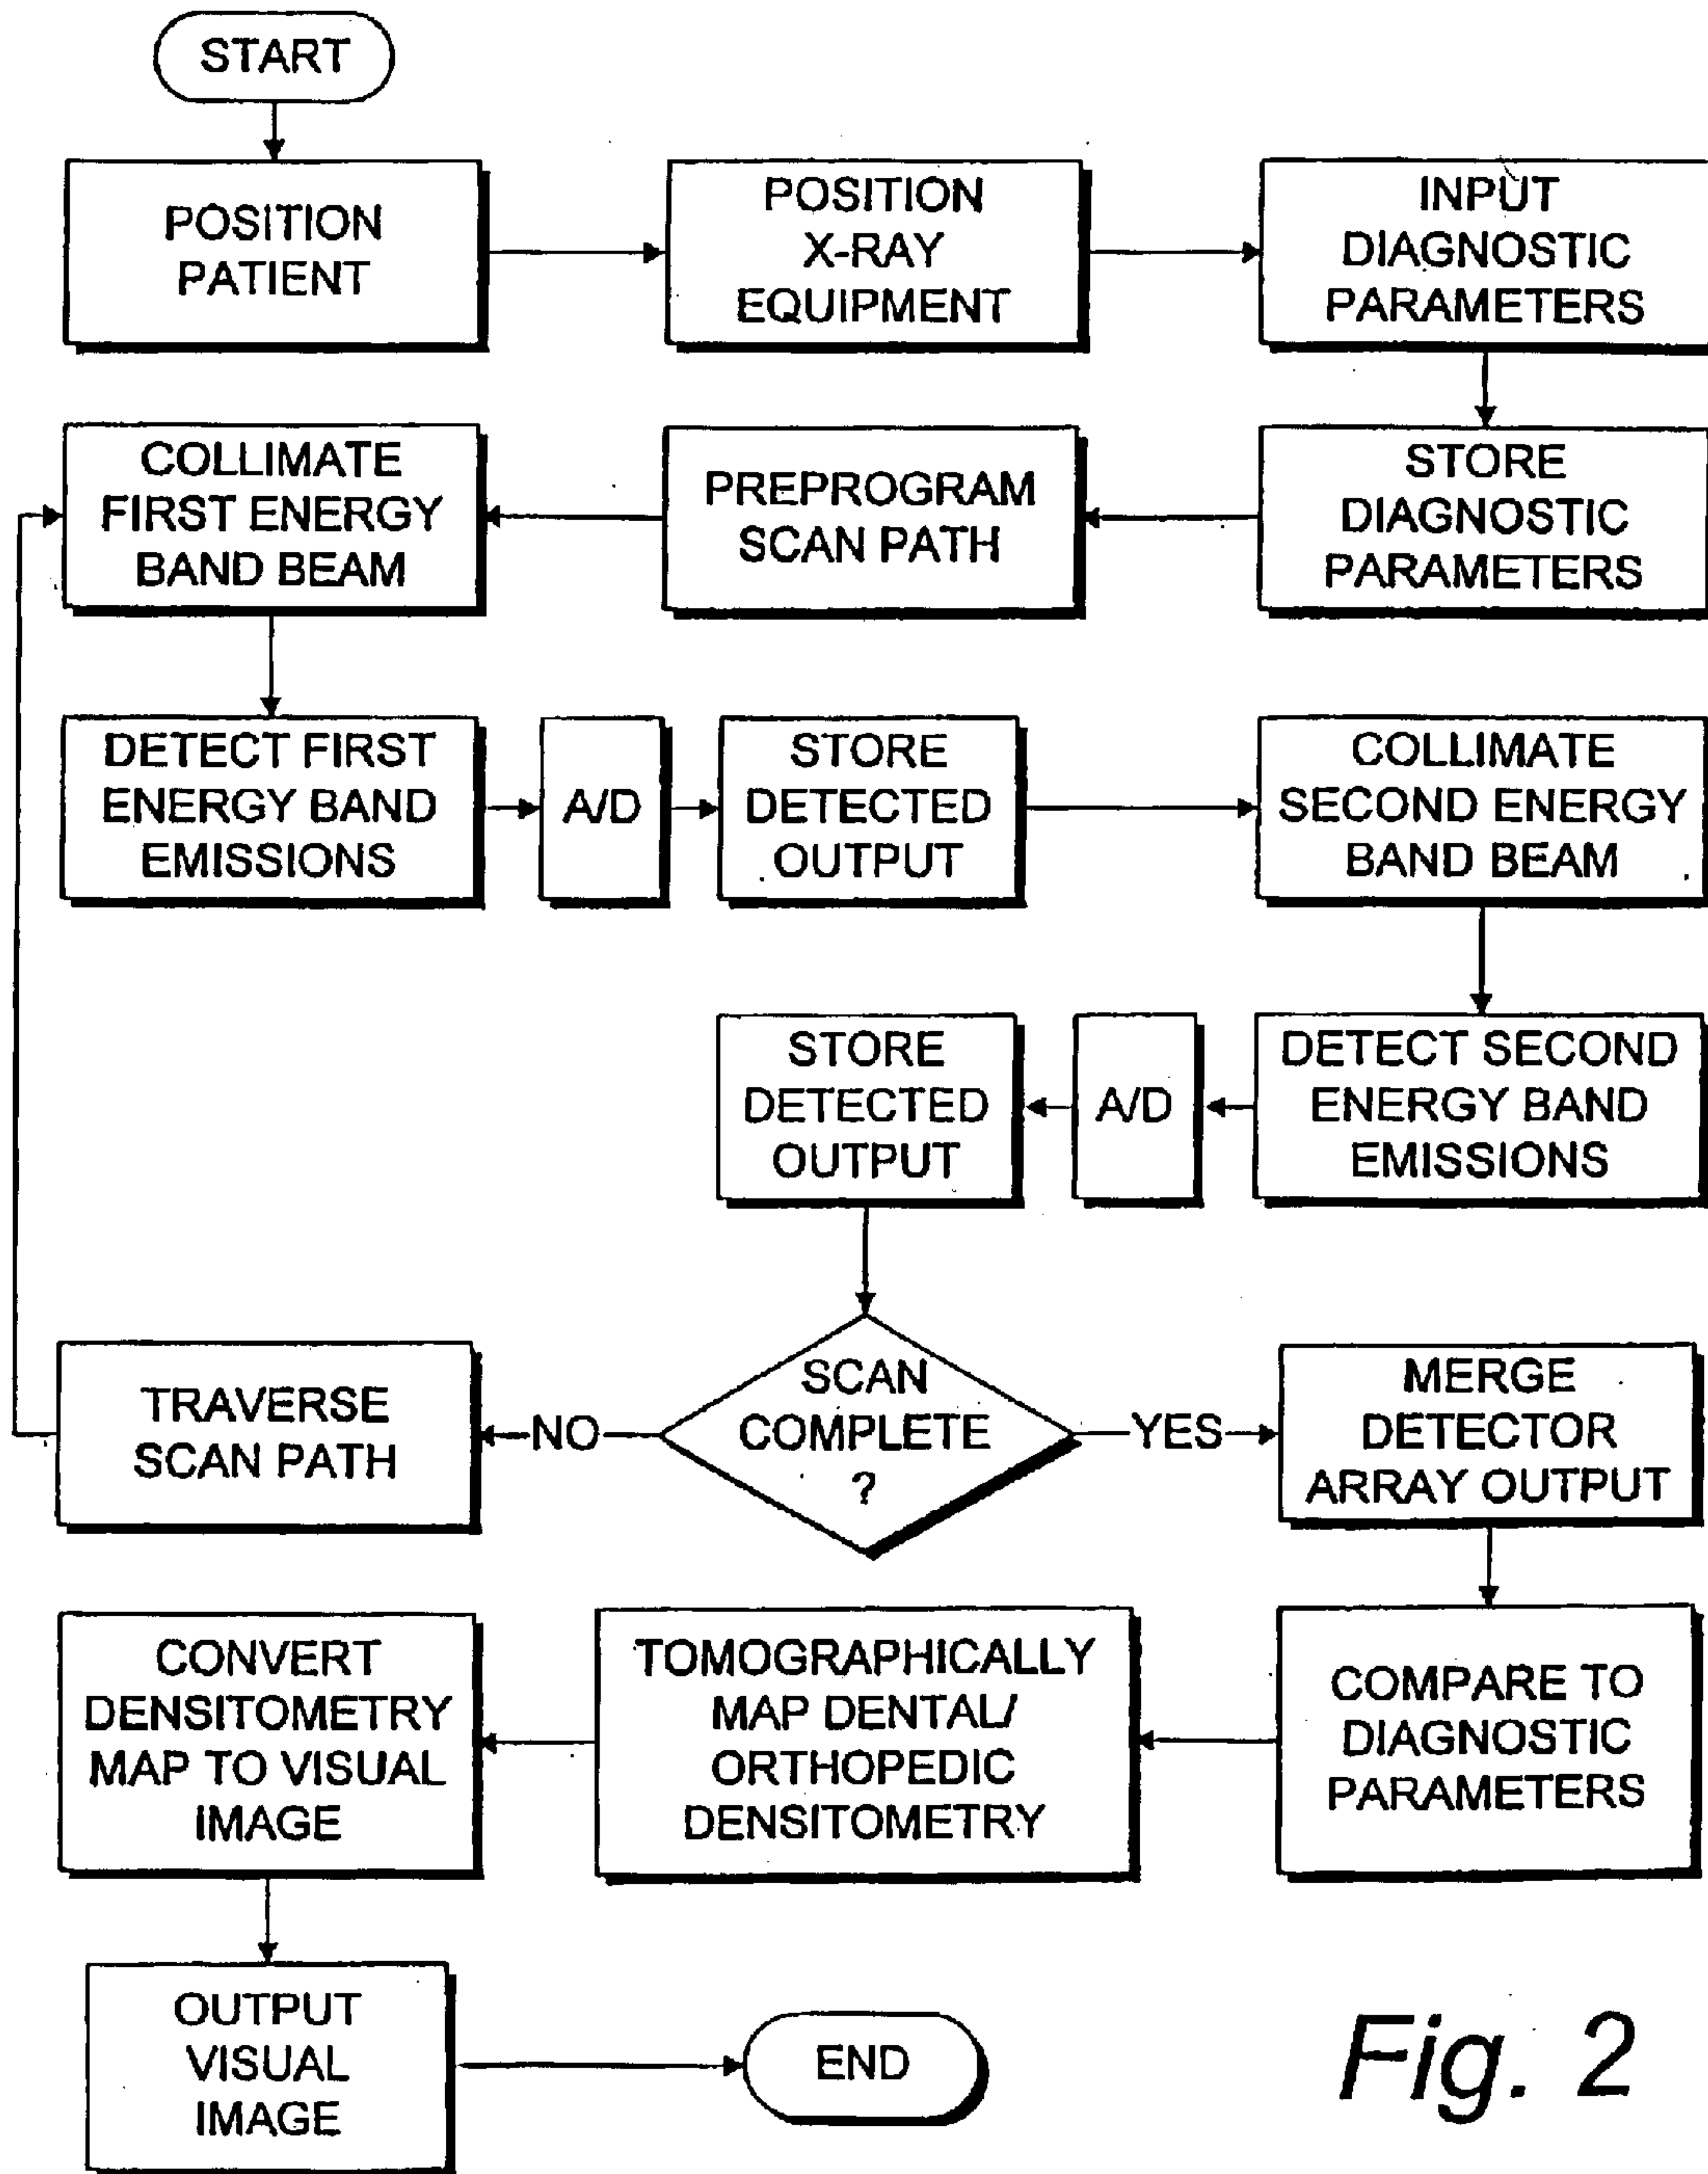 START
POSITION
PATIENT
POSITION
X-RAY
EQUIPMENT
INPUT
DIAGNOSTIC
PARAMETERS
STORE
DIAGNOSTIC
PARAMETERS
PREPROGRAM
SCAN PATH
COLLIMATE
FIRST ENERGY
BAND BEAM
DETECT FIRST
ENERGY BAND
EMISSIONS
A/D
STORE
DETECTED
OUTPUT
COLLIMATE
SECOND ENERGY
BAND BEAM
DETECT SECOND
ENERGY BAND
EMISSIONS
A/D
STORE
DETECTED
OUTPUT
SCAN
COMPLETE
?
NO
TRAVERSE
SCAN PATH
YES
MERGE
DETECTOR
ARRAY OUTPUT
COMPARE TO
DIAGNOSTIC
PARAMETERS
TOMOGRAPHICALLY
MAP DENTAL/
ORTHOPEDIC
DENSITOMETRY
CONVERT
DENSITOMETRY
MAP TO VISUAL
IMAGE
OUTPUT
VISUAL
IMAGE
END
Fig. 2